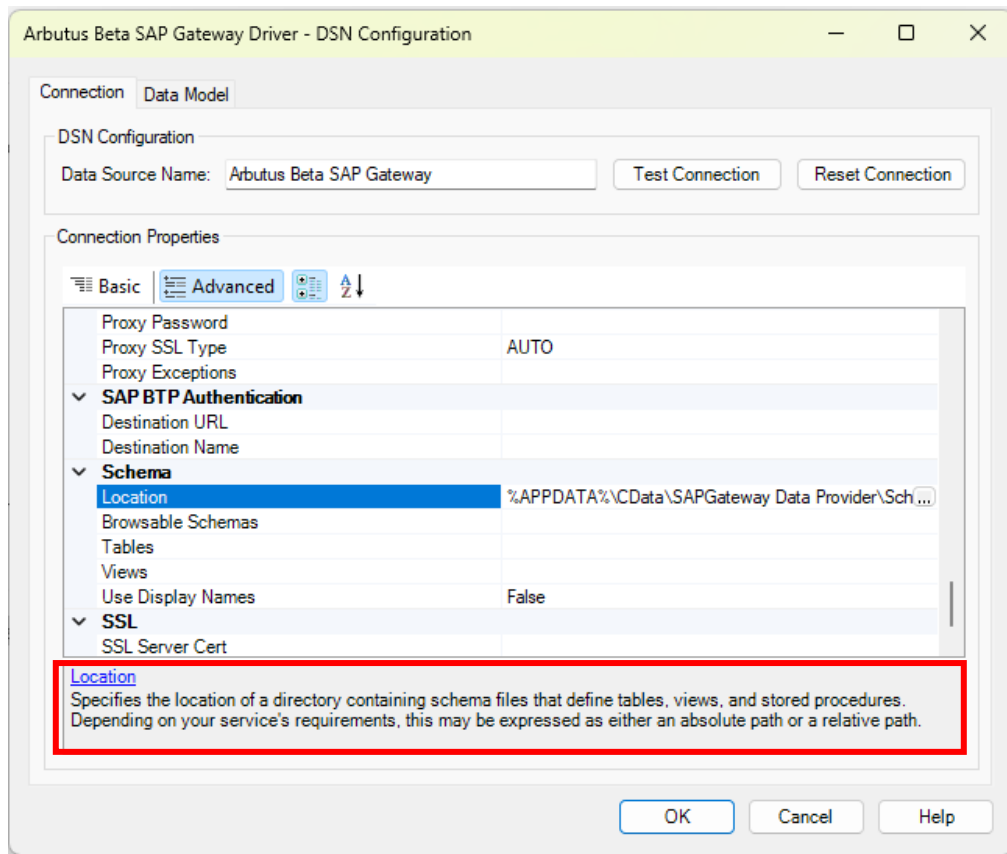 Arbutus Beta SAP Gateway Driver - DSN Configuration
Connection Data Model
DSN Configuration
Data Source Name: Arbutus Beta SAP Gateway Test Connection Reset Connection
Connection Properties
Basic Advanced
Proxy Password
Proxy SSL Type AUTO
Proxy Exceptions
SAP BTP Authentication
Destination URL
Destination Name
Schema
Location %APPDATA%\CData\SAPGateway Data Provider\Sch ...
Browsable Schemas
Tables
Views
Use Display Names False
SSL
SSL Server Cert
Location
Specifies the location of a directory containing schema files that define tables, views, and stored procedures.
Depending on your service's requirements, this may be expressed as either an absolute path or a relative path.
OK Cancel Help